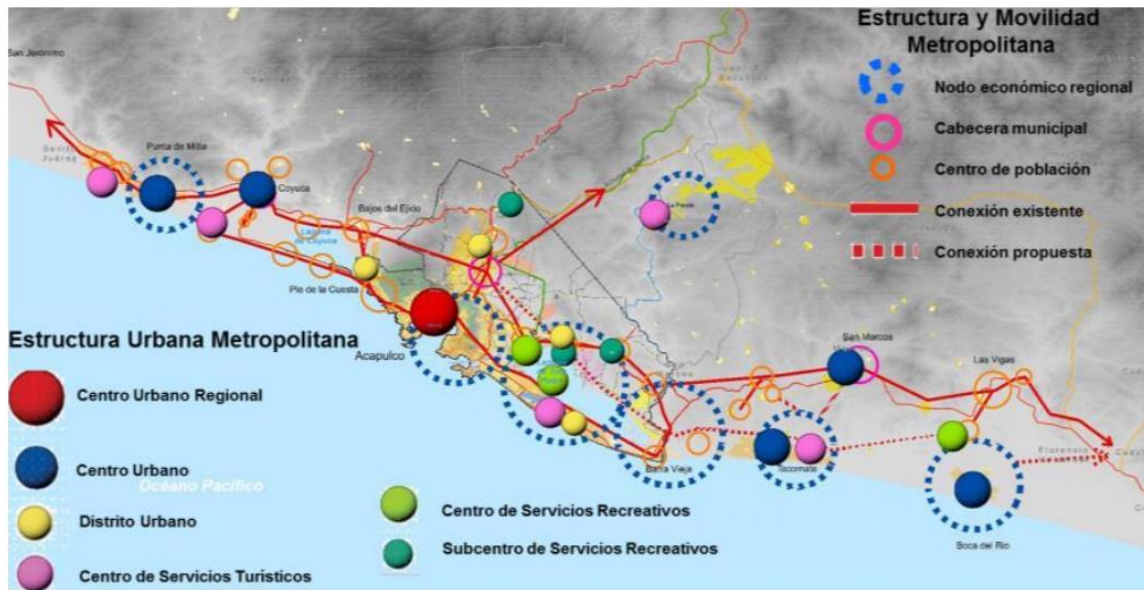 Estructura y Movilidad
Metropolitana
Nodo económico regional
Cabecera municipal
Centro de población
Conexión existente
Conexión propuesta
San Jerónimo
Punta de Mita
Coyuca
Bajos del Ejido
Laguna
de Coyuca
Pie de la Cuesta
Acapulco
San Marcos
Las Vigas
Barra Vieja
Boca del Rio
Océano Pacífico
Estructura Urbana Metropolitana
Centro Urbano Regional
Centro Urbano
Distrito Urbano
Centro de Servicios Turísticos
Centro de Servicios Recreativos
Subcentro de Servicios Recreativos